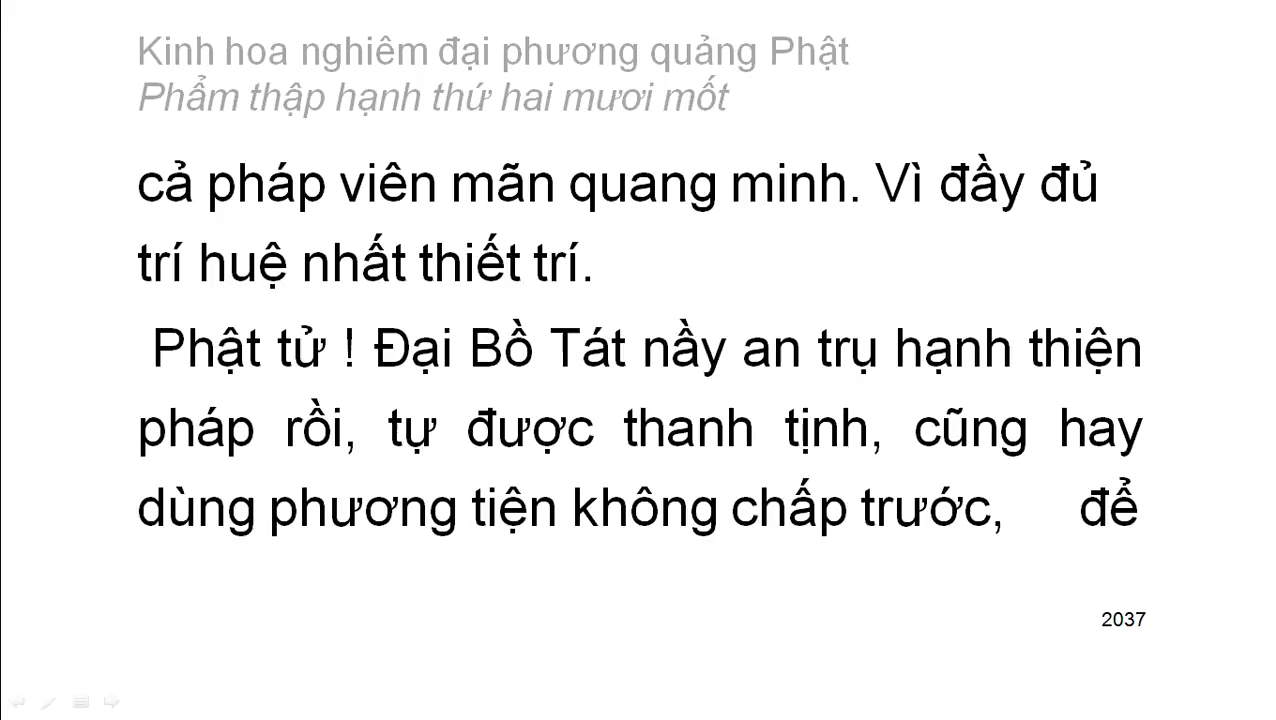 Kinh hoa nghiêm đại phương quảng Phật
Phẩm thập hạnh thứ hai mươi mốt
cả pháp viên mãn quang minh. Vì đầy đủ
trí huệ nhất thiết trí.
Phật tử ! Đại Bồ Tát nầy an trụ hạnh thiện
pháp rồi, tự được thanh tịnh, cũng hay
dùng phương tiện không chấp trước, để
2037